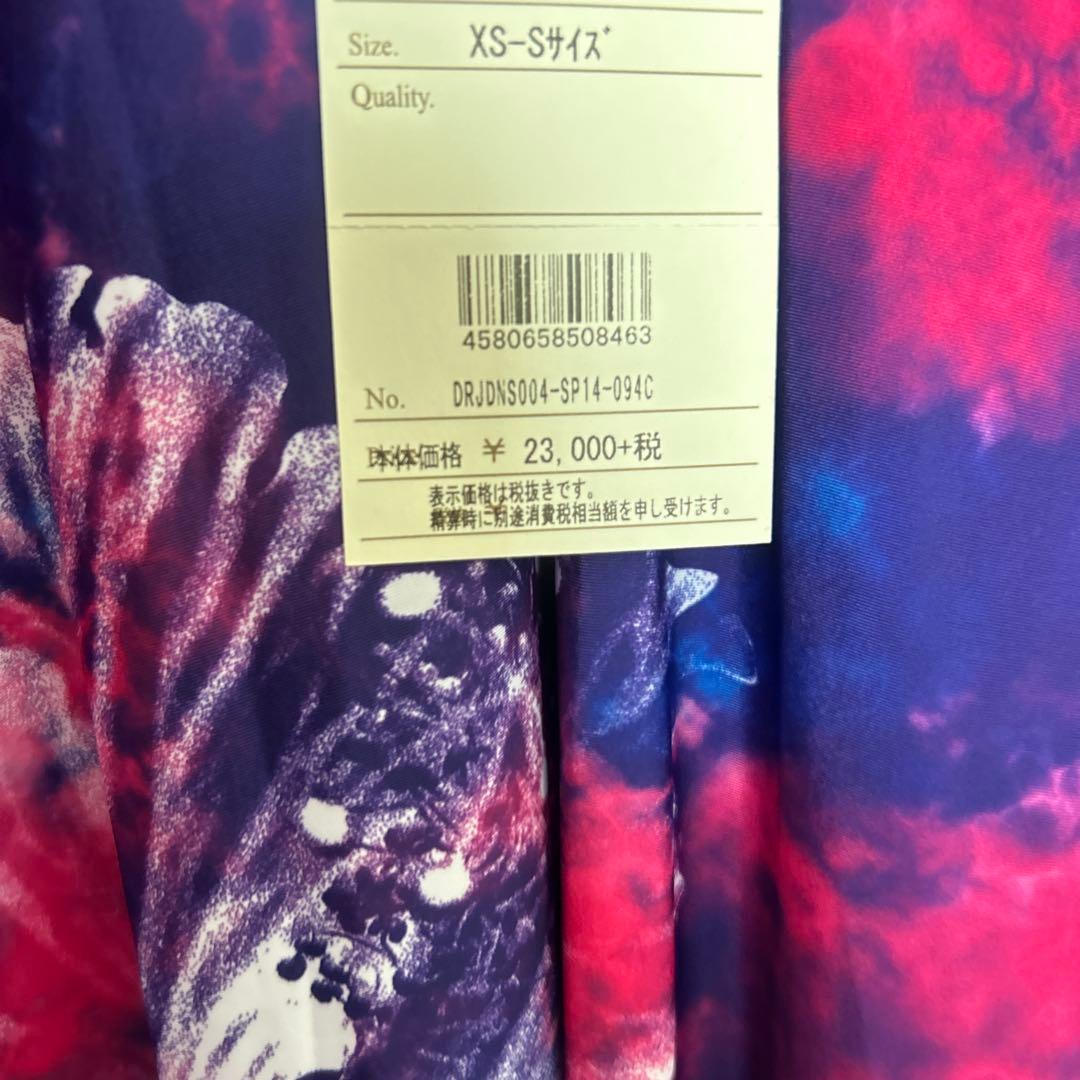 Size. XS-Sサイズ
Quality.
4580658508463
No. DRJDNS004-SP14-094C
本体価格 ¥ 23,000+税
表示価格は税抜きです。
精算時に別途消費税相当額を申し受けます。